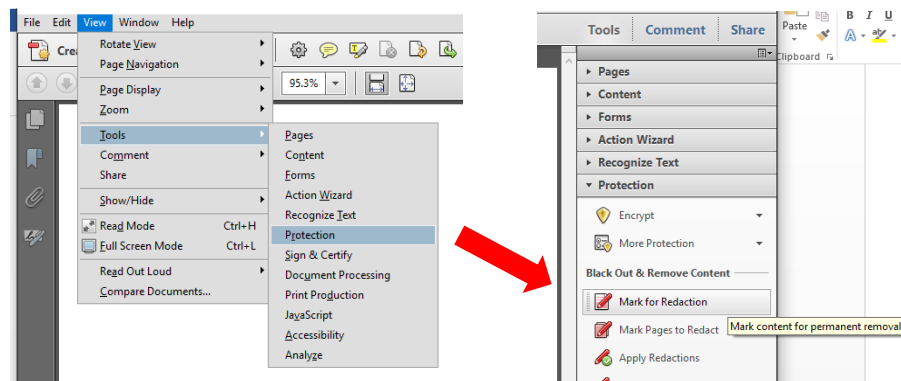 File Edit View Window Help
Rotate View
Page Navigation
95.3%
Page Display
Zoom
Tools
Comment
Share
Show/Hide
Read Mode Ctrl+H
Full Screen Mode Ctrl+L
Read Out Loud
Compare Documents...
Pages
Content
Forms
Action Wizard
Recognize Text
Protection
Sign & Certify
Document Processing
Print Production
JavaScript
Accessibility
Analyze
Tools Comment Share
Paste
B I U
Clipboard
Pages
Content
Forms
Action Wizard
Recognize Text
Protection
Encrypt
More Protection
Black Out & Remove Content
Mark for Redaction
Mark Pages to Redact
Mark content for permanent removal
Apply Redactions